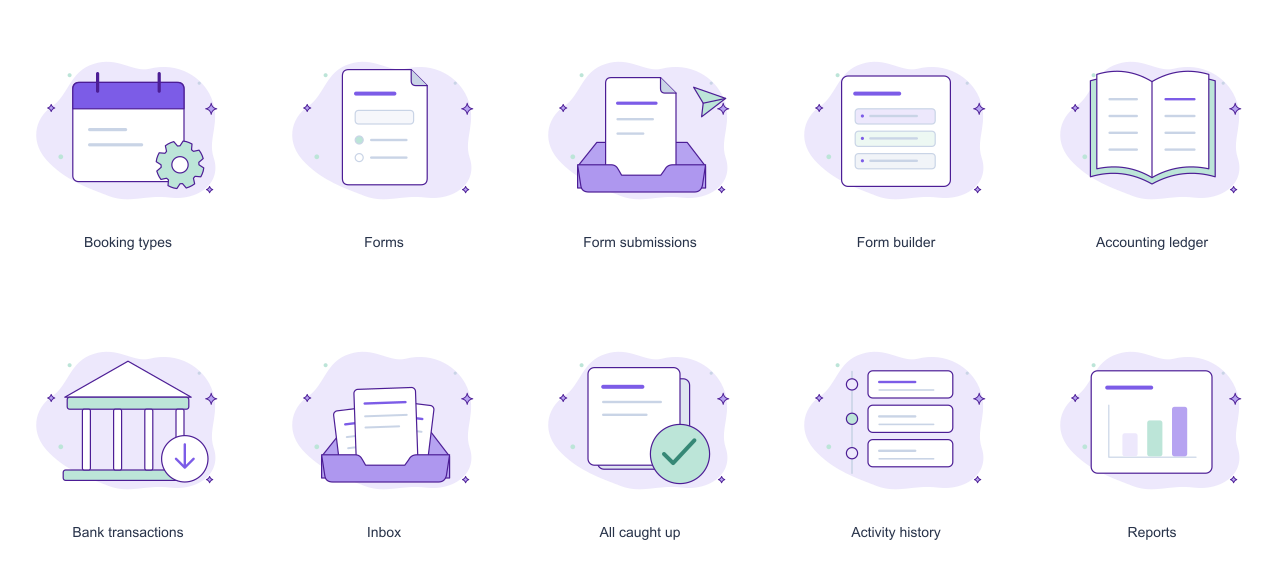 Booking types
Forms
Form submissions
Form builder
Accounting ledger
Bank transactions
Inbox
All caught up
Activity history
Reports